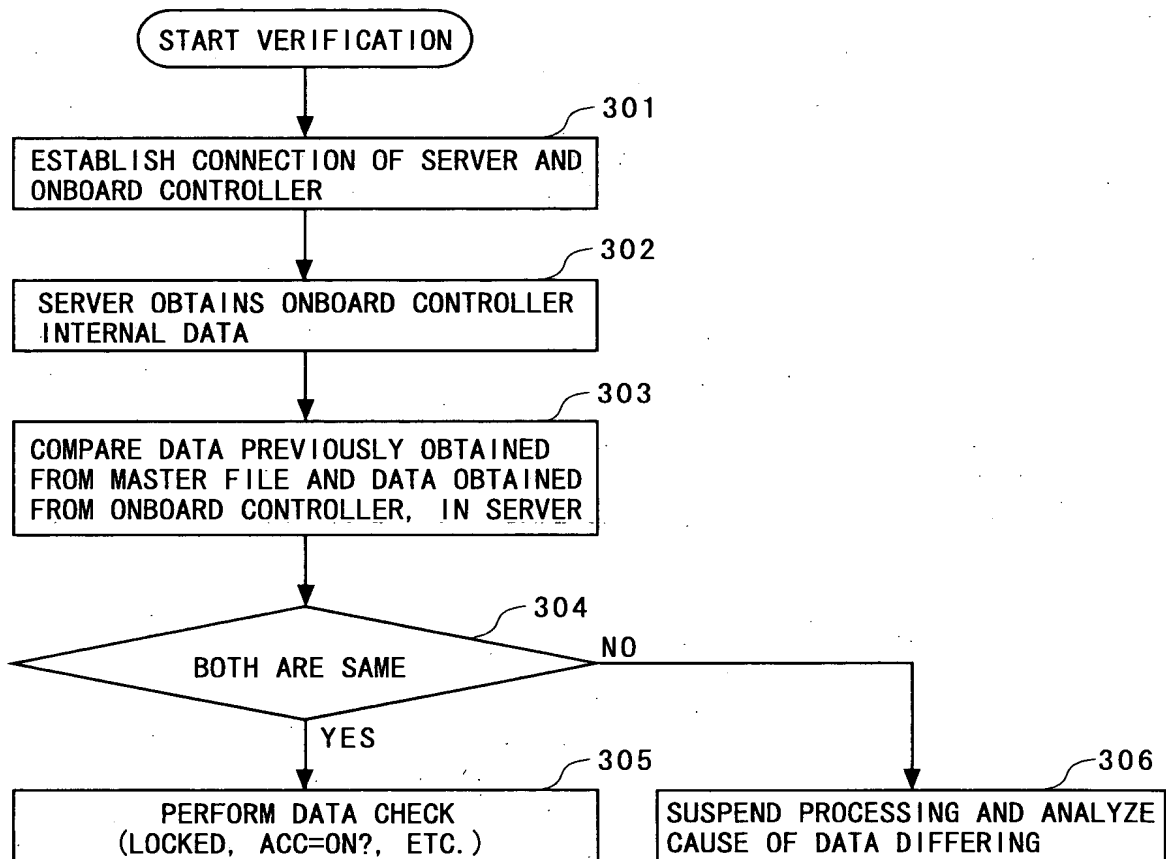 START VERIFICATION
301
ESTABLISH CONNECTION OF SERVER AND
ONBOARD CONTROLLER
302
SERVER OBTAINS ONBOARD CONTROLLER
INTERNAL DATA
303
COMPARE DATA PREVIOUSLY OBTAINED
FROM MASTER FILE AND DATA OBTAINED
FROM ONBOARD CONTROLLER, IN SERVER
304
BOTH ARE SAME
NO
YES
305
PERFORM DATA CHECK
(LOCKED, ACC=ON?, ETC.)
306
SUSPEND PROCESSING AND ANALYZE
CAUSE OF DATA DIFFERING